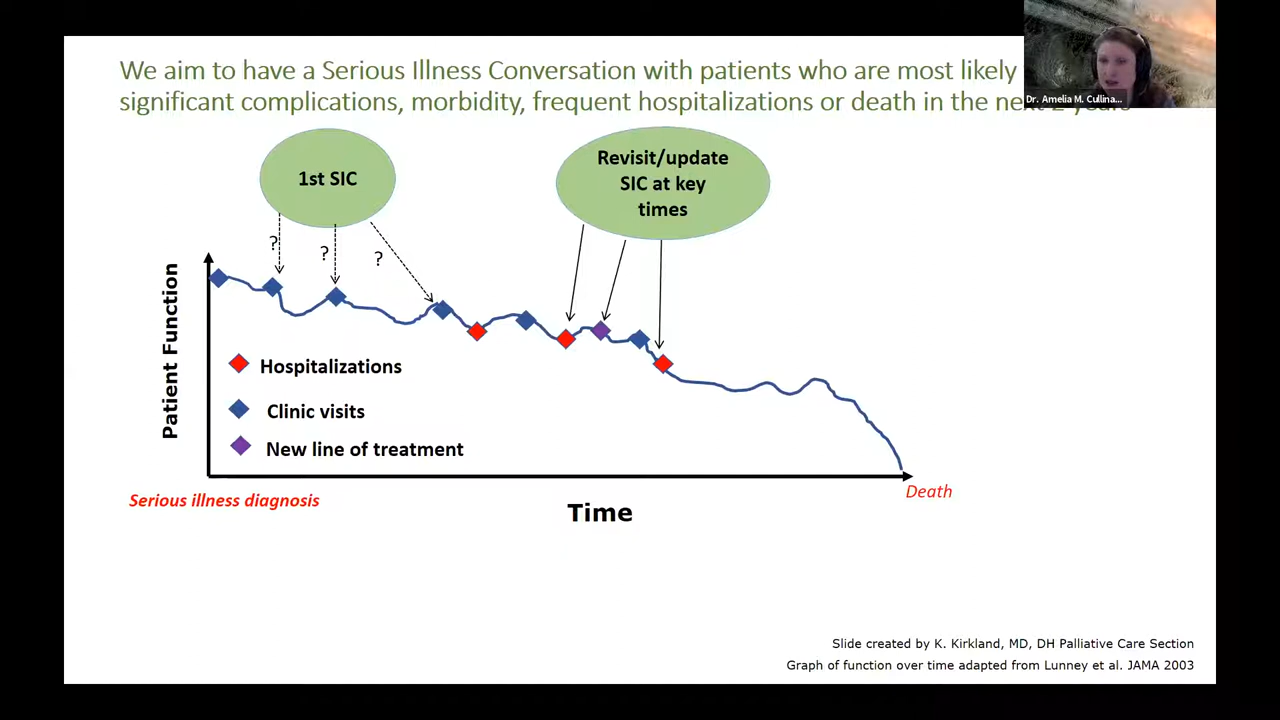 We aim to have a Serious Illness Conversation with patients who are most likely
significant complications, morbidity, frequent hospitalizations or death in the next 2 years
Dr. Amelia M. Cullina...
1st SIC
Revisit/update
SIC at key
times
?
?
?
Patient Function
Hospitalizations
Clinic visits
New line of treatment
Serious illness diagnosis
Death
Time
Slide created by K. Kirkland, MD, DH Palliative Care Section
Graph of function over time adapted from Lunney et al. JAMA 2003